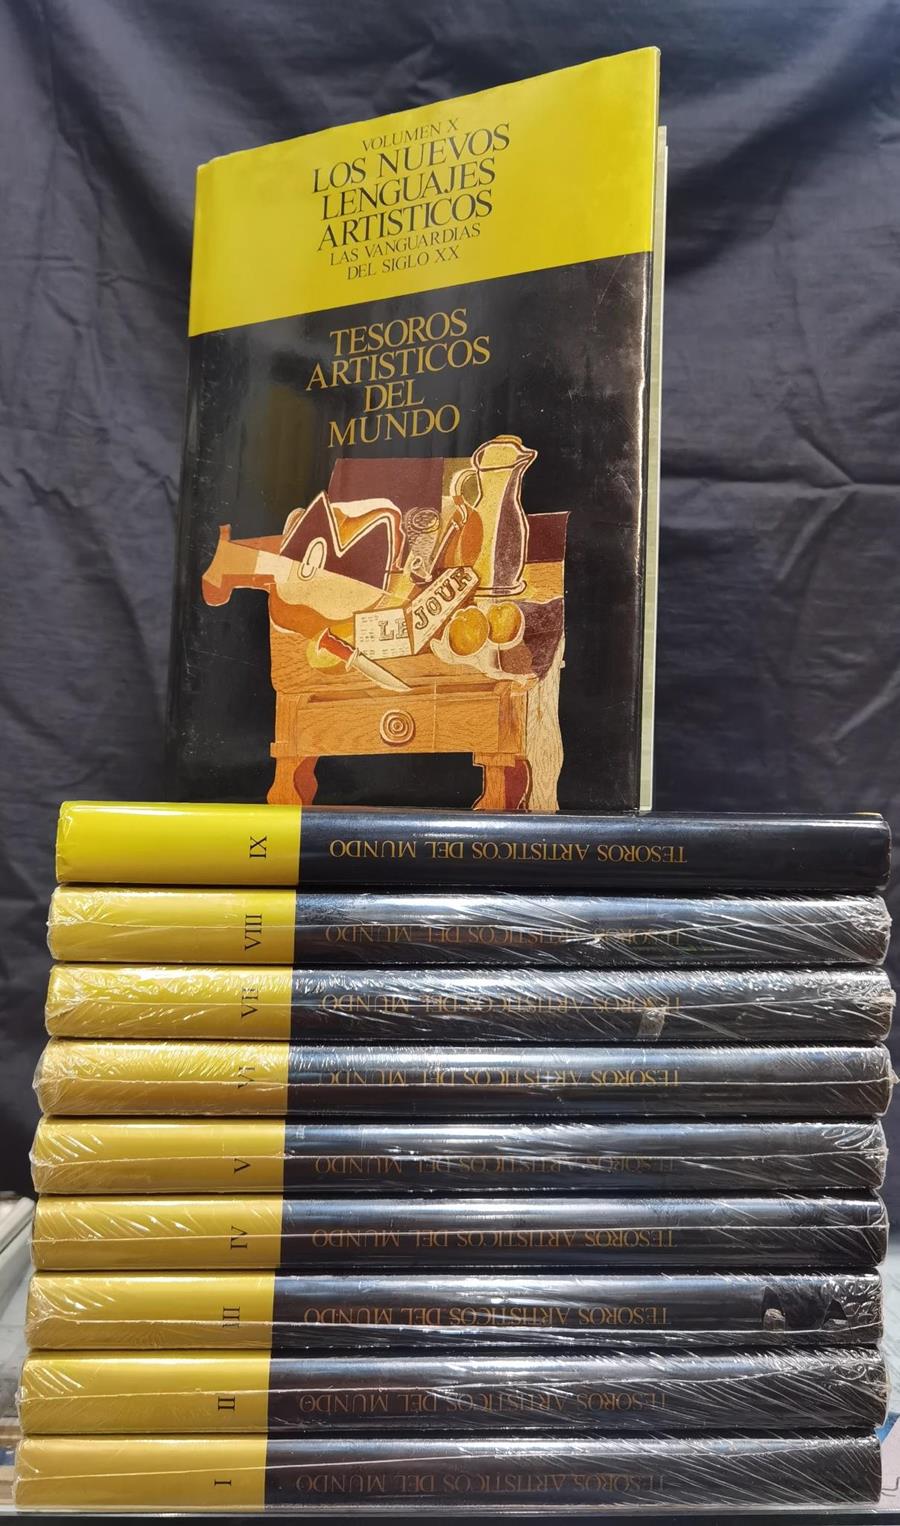 VOLUMEN X
LOS NUEVOS
LENGUAJES
ARTISTICOS
LAS VANGUARDIAS
DEL SIGLO XX
TESOROS
ARTISTICOS
DEL
MUNDO
LE JOUR
IX TESOROS ARTISTICOS DEL MUNDO
VIII TESOROS ARTISTICOS DEL MUNDO
VII TESOROS ARTISTICOS DEL MUNDO
VI TESOROS ARTISTICOS DEL MUNDO
V TESOROS ARTISTICOS DEL MUNDO
IV TESOROS ARTISTICOS DEL MUNDO
III TESOROS ARTISTICOS DEL MUNDO
II TESOROS ARTISTICOS DEL MUNDO
I TESOROS ARTISTICOS DEL MUNDO